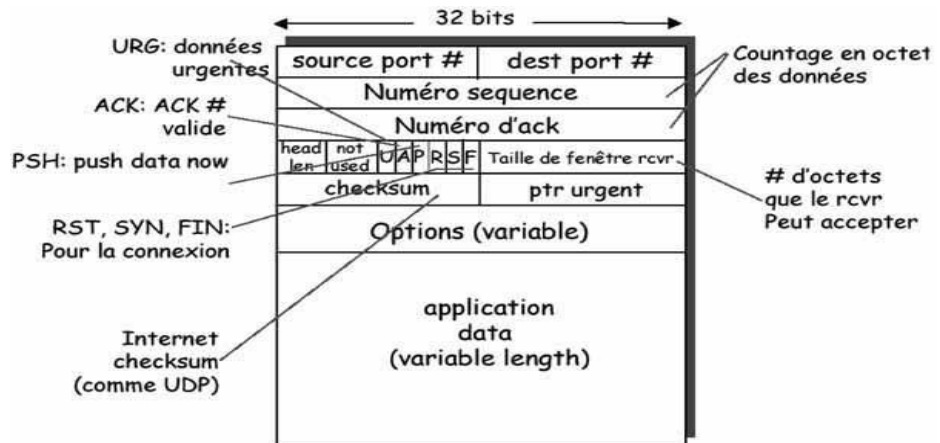 32 bits
URG: données
urgentes
source port #
dest port #
Countage en octet
des données
Numéro sequence
ACK: ACK #
valide
Numéro d'ack
PSH: push data now
head
len
not
used
U A P R S F
Taille de fenêtre rcvr
checksum
ptr urgent
# d'octets
que le rcvr
Peut accepter
RST, SYN, FIN:
Pour la connexion
Options (variable)
application
data
(variable length)
Internet
checksum
(comme UDP)